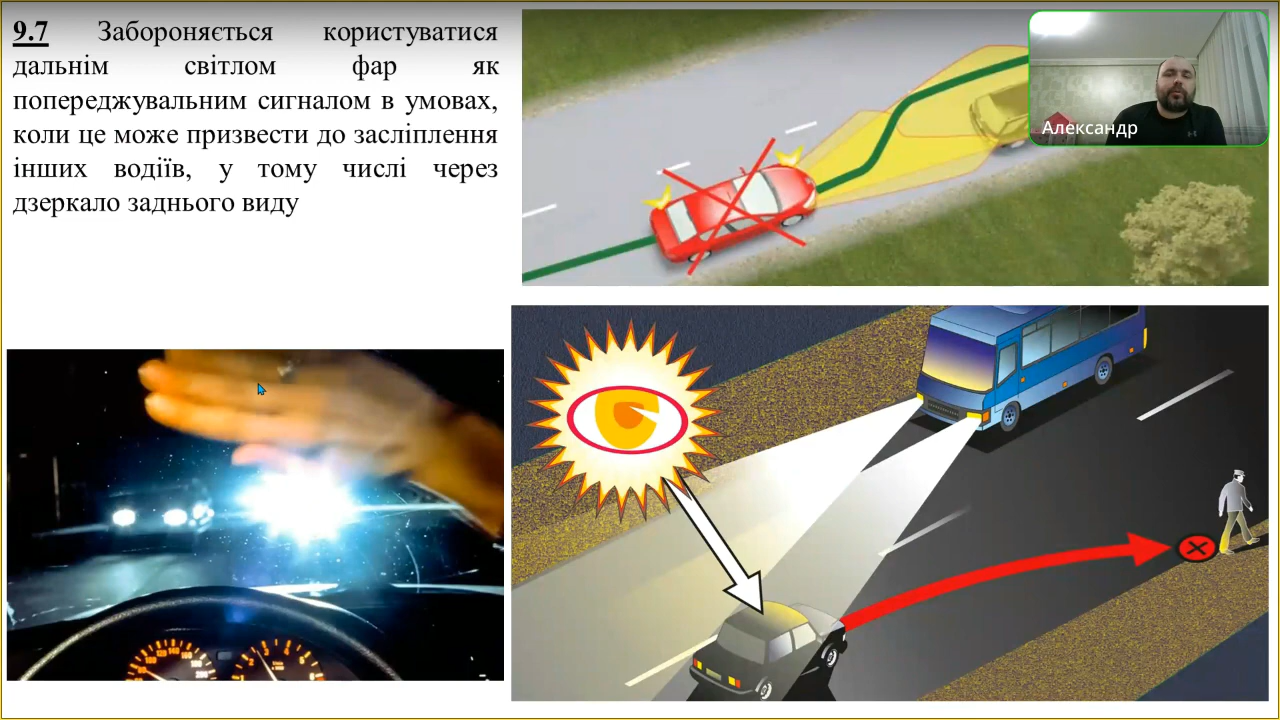 9.7 Забороняється користуватися
дальнім світлом фар як
попереджувальним сигналом в умовах,
коли це може призвести до засліплення
інших водіїв, у тому числі через
дзеркало заднього виду
Александр